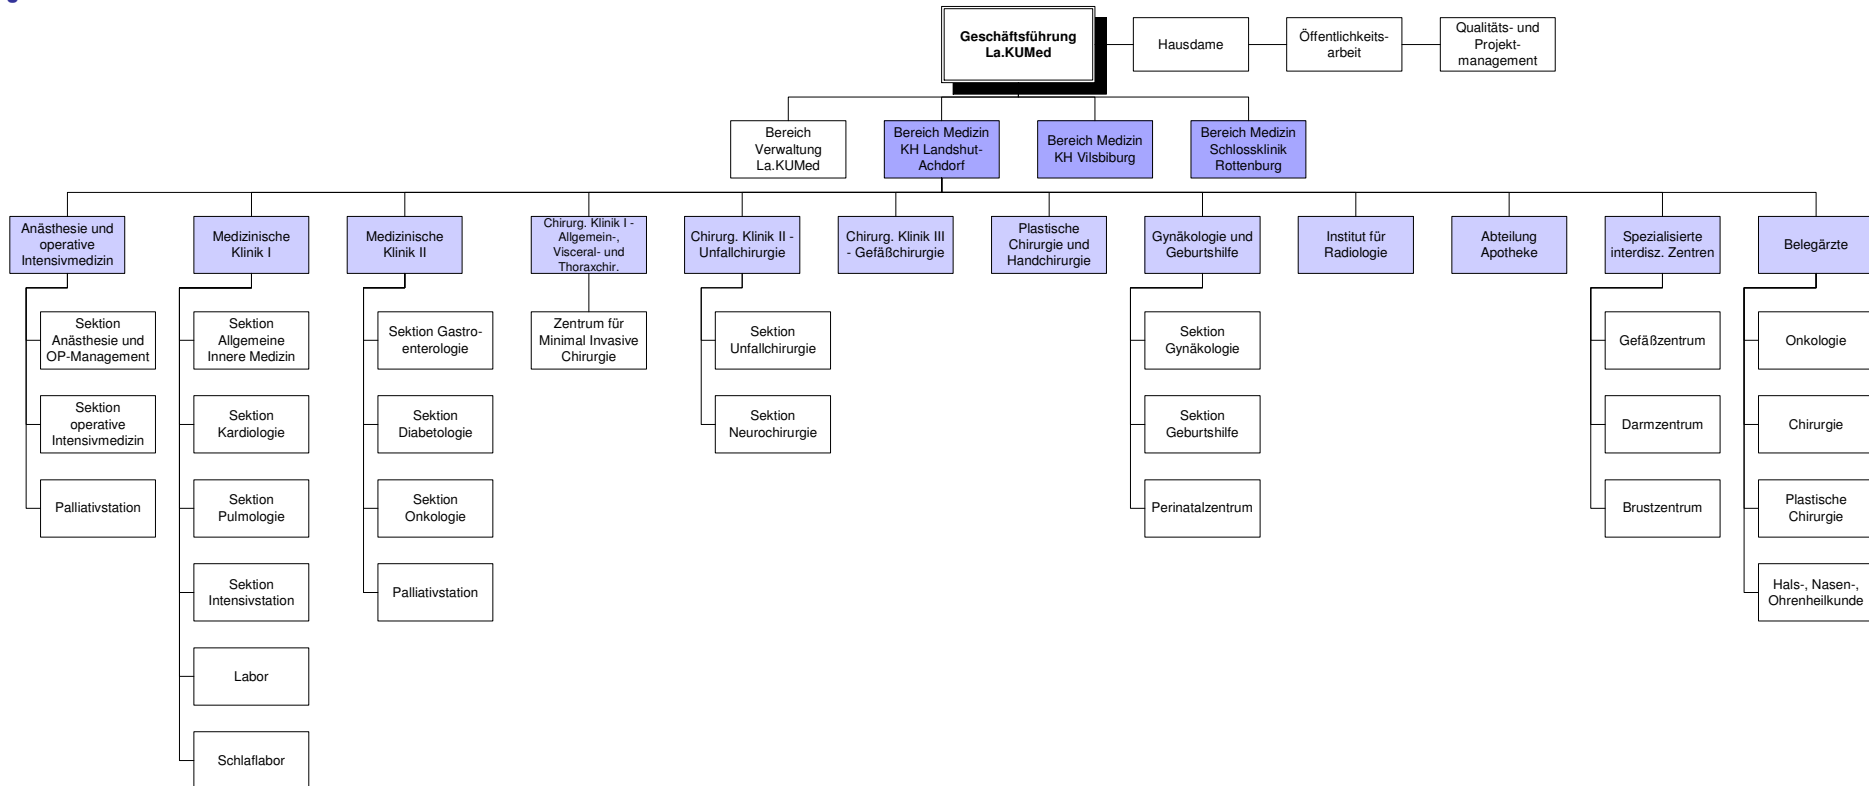 Geschäftsführung
La.KUMed
Hausdame
Öffentlichkeits-
arbeit
Qualitäts- und
Projekt-
management
Bereich
Verwaltung
La.KUMed
Bereich Medizin
KH Landshut-
Achdorf
Bereich Medizin
KH Vilsbiburg
Bereich Medizin
Schlossklinik
Rottenburg
Anästhesie und
operative
Intensivmedizin
Medizinische
Klinik I
Medizinische
Klinik II
Chirurg. Klinik I -
Allgemein-,
Visceral- und
Thoraxchir.
Chirurg. Klinik II -
Unfallchirurgie
Chirurg. Klinik III
- Gefäßchirurgie
Plastische
Chirurgie und
Handchirurgie
Gynäkologie und
Geburtshilfe
Institut für
Radiologie
Abteilung
Apotheke
Spezialisierte
interdisz. Zentren
Belegärzte
Sektion
Anästhesie und
OP-Management
Sektion
Allgemeine
Innere Medizin
Sektion Gastro-
enterologie
Zentrum für
Minimal Invasive
Chirurgie
Sektion
Unfallchirurgie
Sektion
Gynäkologie
Gefäßzentrum
Onkologie
Sektion
operative
Intensivmedizin
Sektion
Kardiologie
Sektion
Diabetologie
Sektion
Neurochirurgie
Sektion
Geburtshilfe
Darmzentrum
Chirurgie
Palliativstation
Sektion
Pulmologie
Sektion
Onkologie
Perinatalzentrum
Brustzentrum
Plastische
Chirurgie
Sektion
Intensivstation
Palliativstation
Hals-, Nasen-,
Ohrenheilkunde
Labor
Schlaflabor